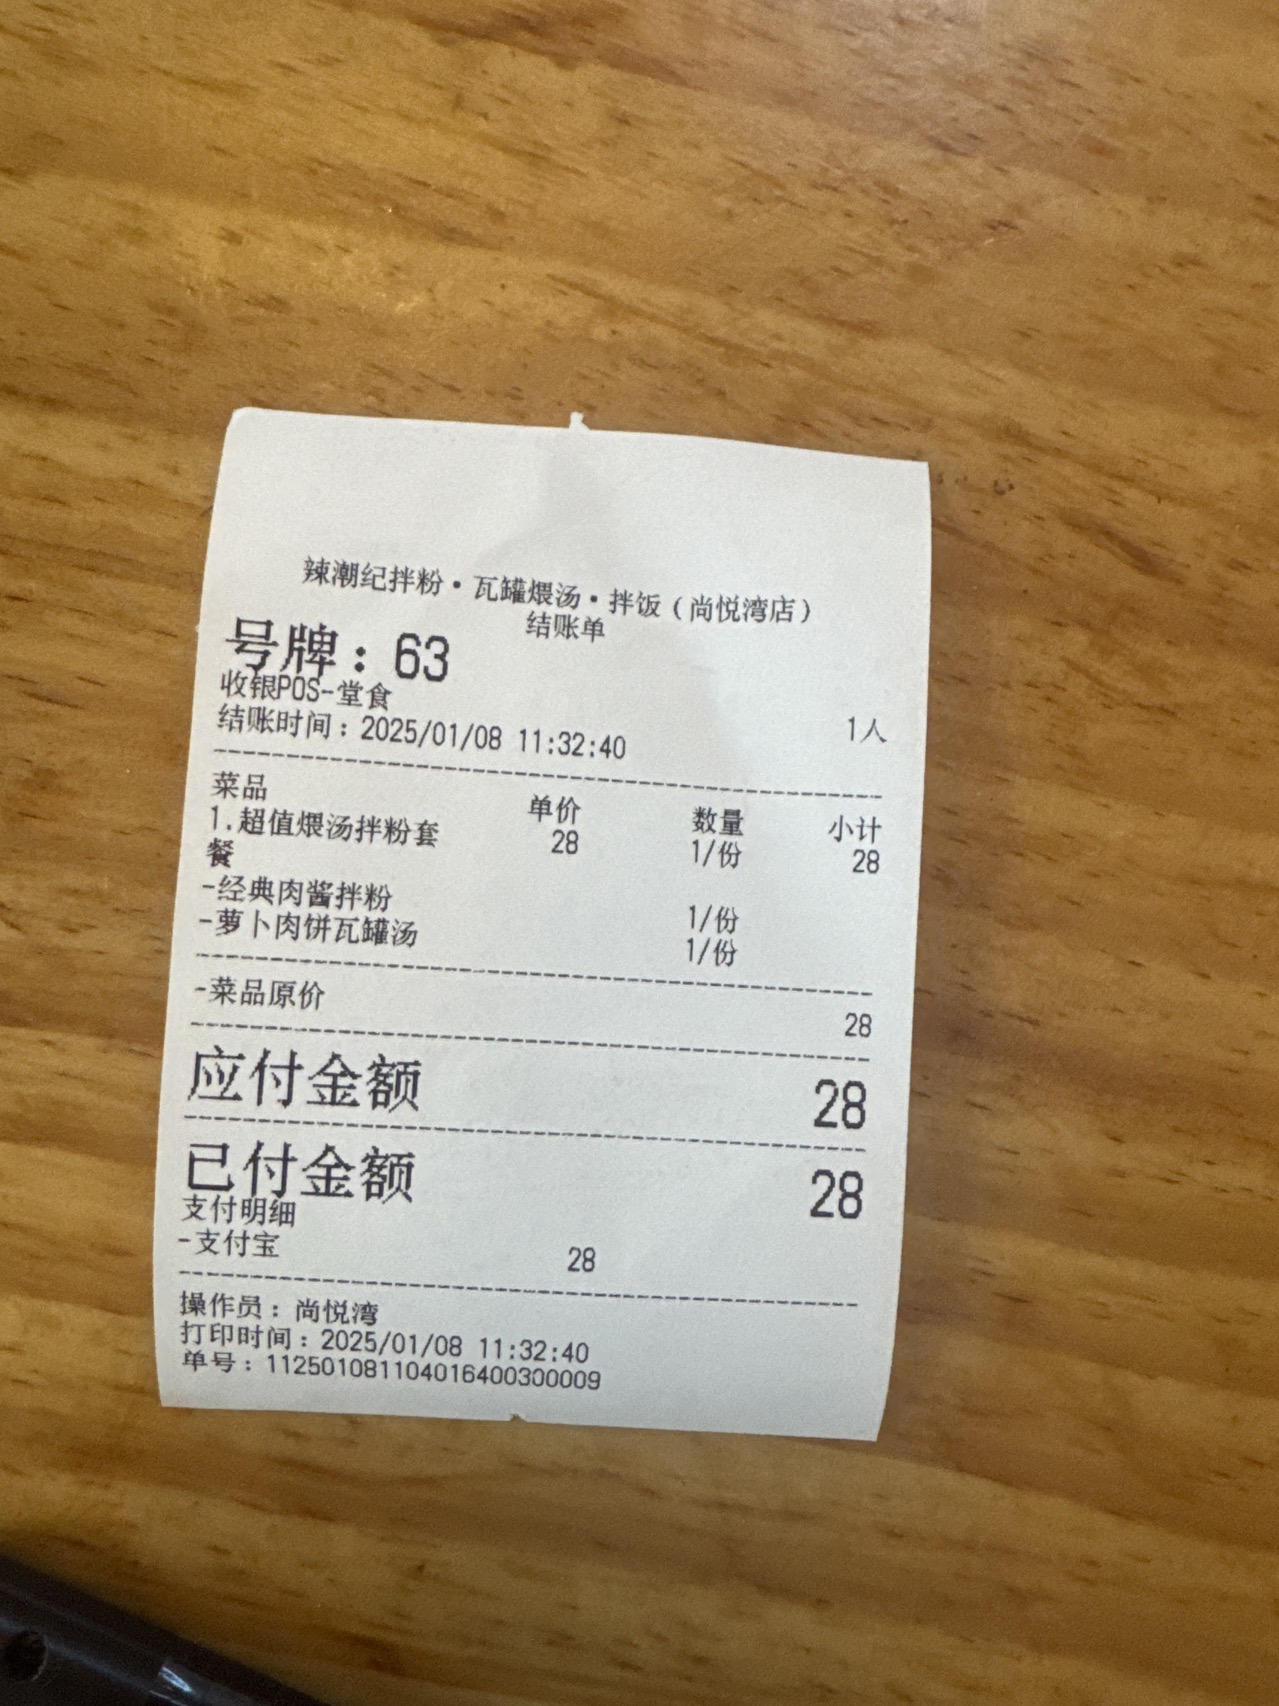 辣潮纪拌粉·瓦罐煨汤·拌饭（尚悦湾店）
结账单
号牌：63
收银POS-堂食
结账时间：2025/01/08 11:32:40 1人
菜品 单价 数量 小计
1.超值煨汤拌粉套 28 1/份 28
餐
-经典肉酱拌粉 1/份
-萝卜肉饼瓦罐汤 1/份
-菜品原价 28
应付金额 28
已付金额 28
支付明细
-支付宝 28
操作员：尚悦湾
打印时间：2025/01/08 11:32:40
单号：1125010811040164003​00009